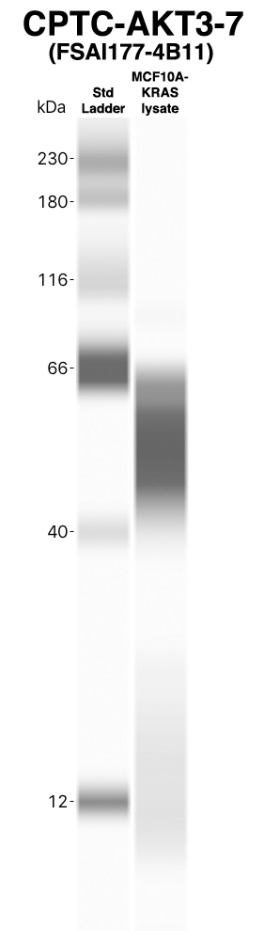 CPTC-AKT3-7
(FSAI177-4B11)
MCF10A-
KRAS
lysate
Std
Ladder
kDa
230-
180-
116-
66-
40-
12-